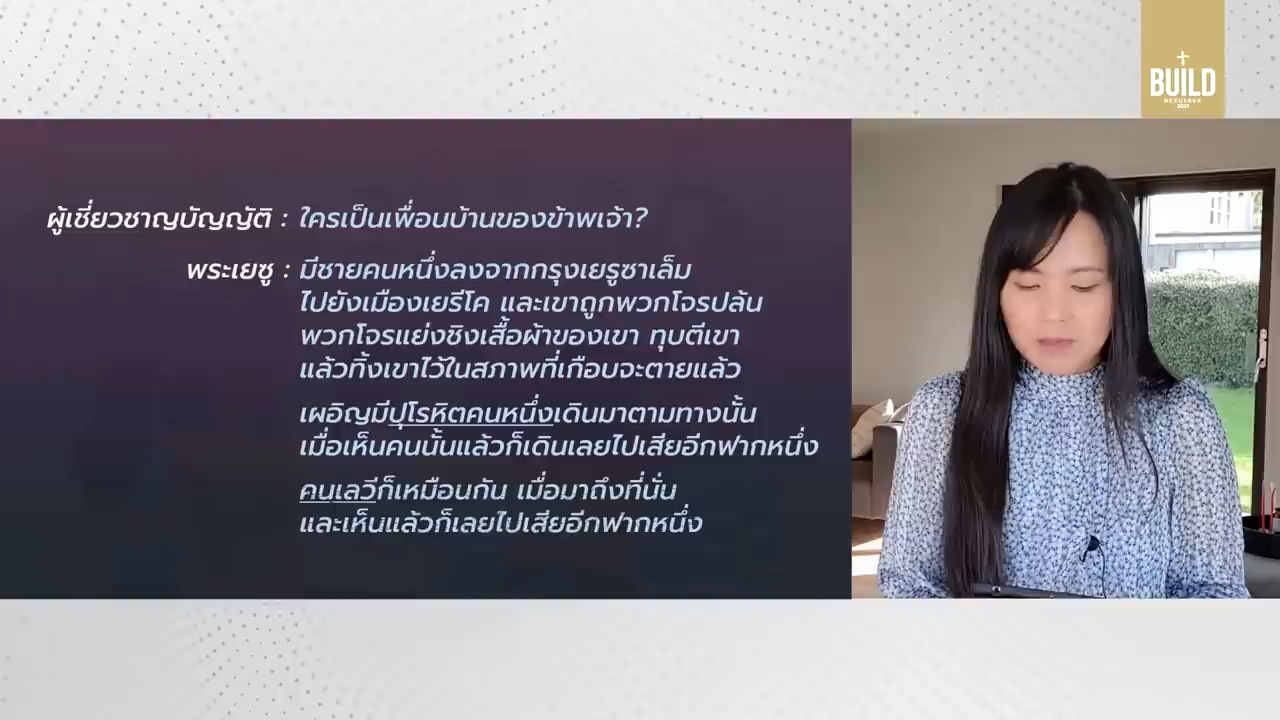 BUILD
NEXUSBKK
2021
ผู้เชี่ยวชาญบัญญัติ : ใครเป็นเพื่อนบ้านของข้าพเจ้า?
พระเยซู : มีชายคนหนึ่งลงจากกรุงเยรูซาเล็ม
ไปยังเมืองเยรีโค และเขาถูกพวกโจรปล้น
พวกโจรแย่งชิงเสื้อผ้าของเขา ทุบตีเขา
แล้วทิ้งเขาไว้ในสภาพที่เกือบจะตายแล้ว
เผอิญมีปุโรหิตคนหนึ่งเดินมาตามทางนั้น
เมื่อเห็นคนนั้นแล้วก็เดินเลยไปเสียอีกฟากหนึ่ง
คนเลวีก็เหมือนกัน เมื่อมาถึงที่นั่น
และเห็นแล้วก็เลยไปเสียอีกฟากหนึ่ง